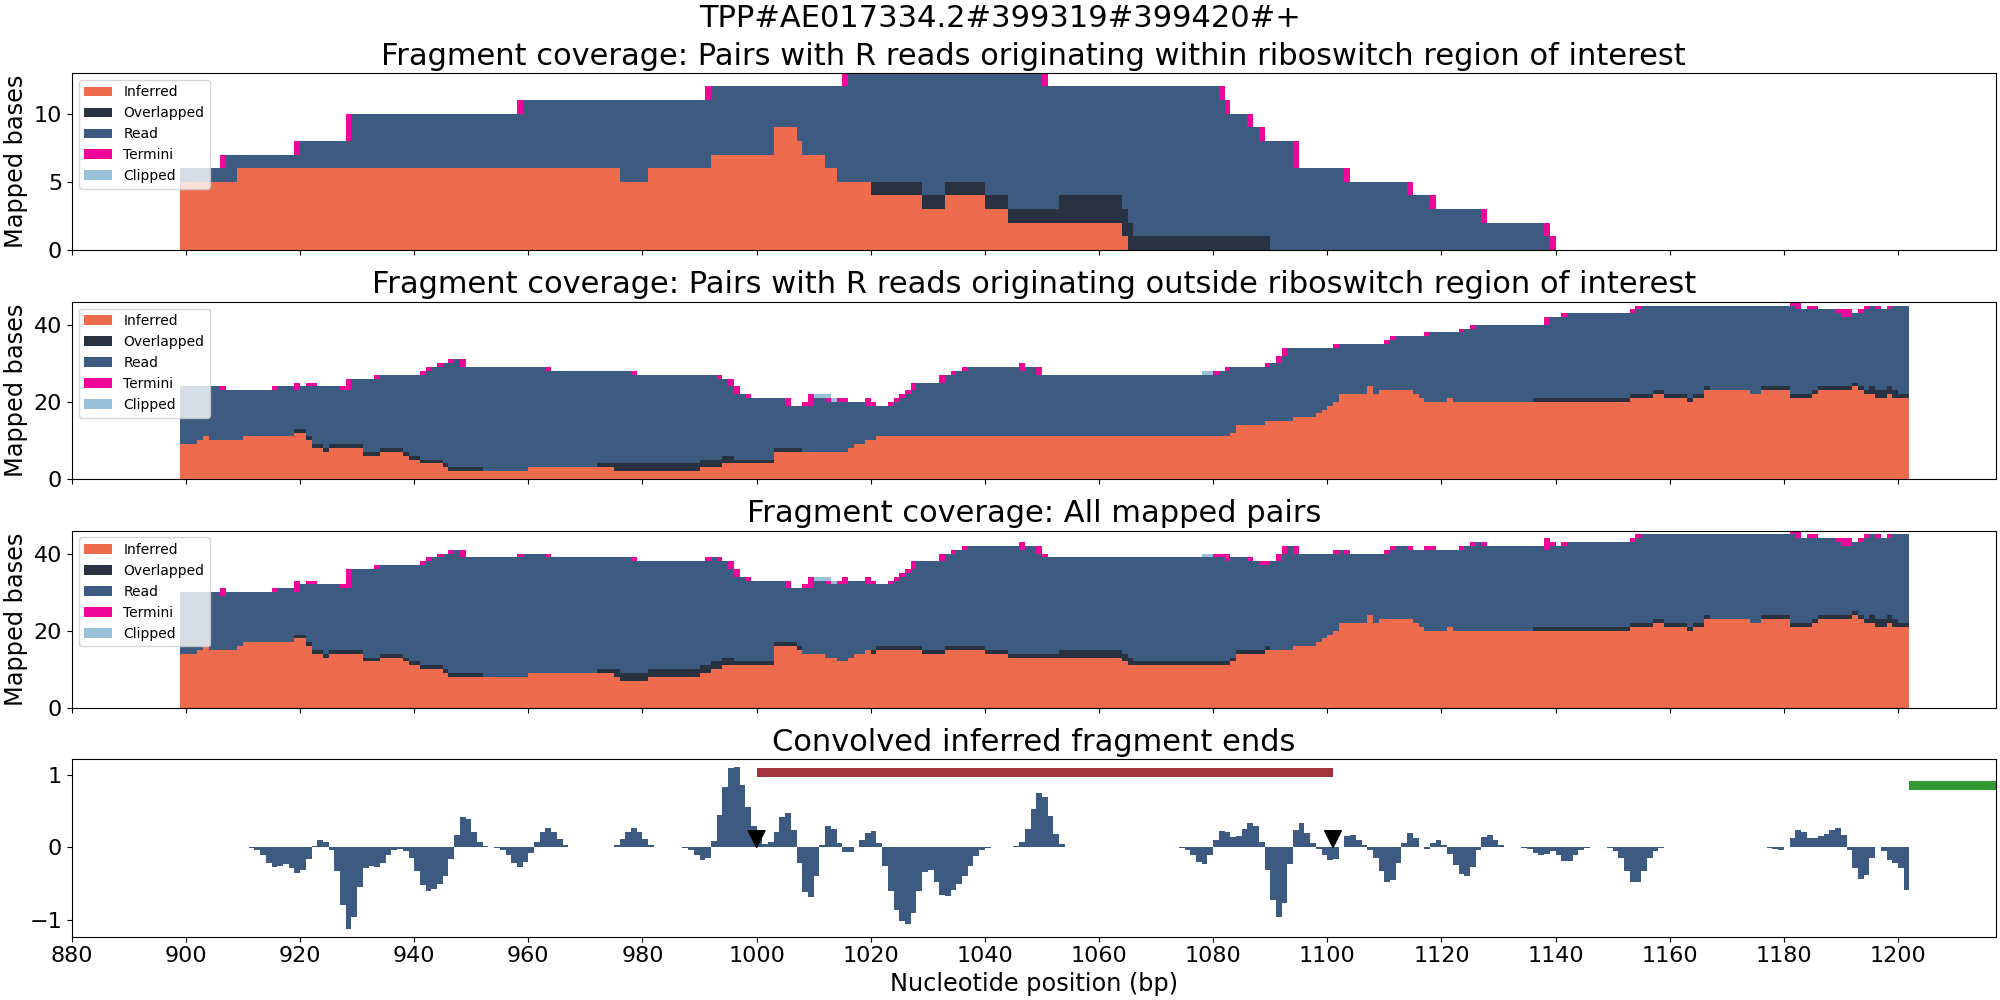 TPP#AE017334.2#399319#399420#+
Fragment coverage: Pairs with R reads originating within riboswitch region of interest
Mapped bases
10
5
0
Inferred
Overlapped
Read
Termini
Clipped
Fragment coverage: Pairs with R reads originating outside riboswitch region of interest
Mapped bases
40
20
0
Inferred
Overlapped
Read
Termini
Clipped
Fragment coverage: All mapped pairs
Mapped bases
40
20
0
Inferred
Overlapped
Read
Termini
Clipped
Convolved inferred fragment ends
1
0
−1
880 900 920 940 960 980 1000 1020 1040 1060 1080 1100 1120 1140 1160 1180 1200
Nucleotide position (bp)